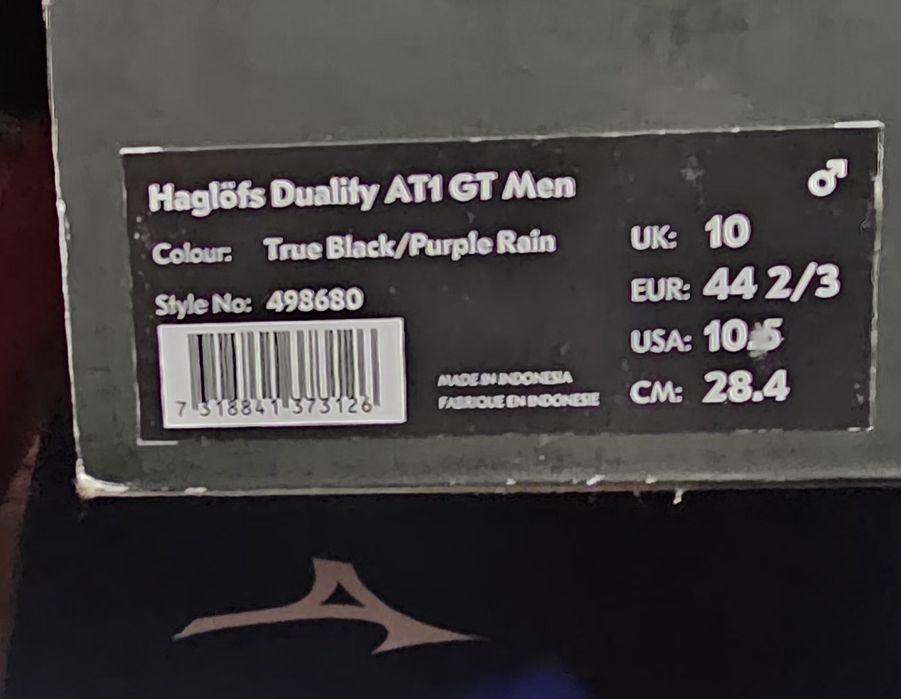 Haglöfs Duality AT1 GT Men
Colour: True Black/Purple Rain
Style No: 498680
7 318841 373126
MADE IN INDONESIA
FABRIQUE EN INDONESIE
UK: 10
EUR: 44 2/3
USA: 10.5
CM: 28.4